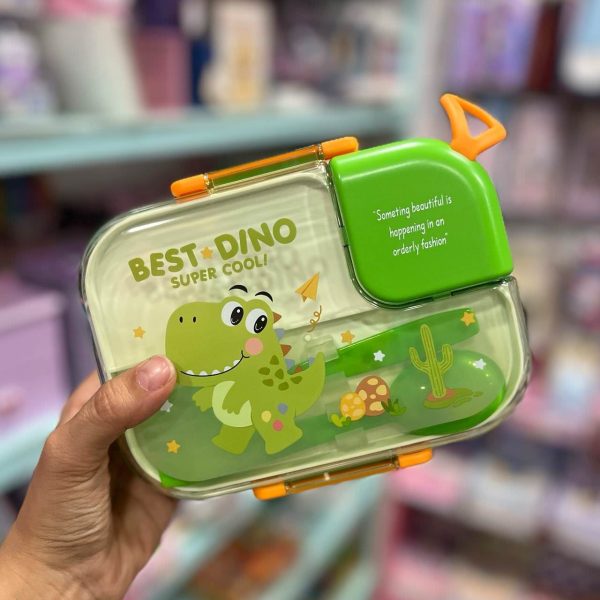 BEST DINO
SUPER COOL!
"Someting beautiful is
happening in an
orderly fashion"